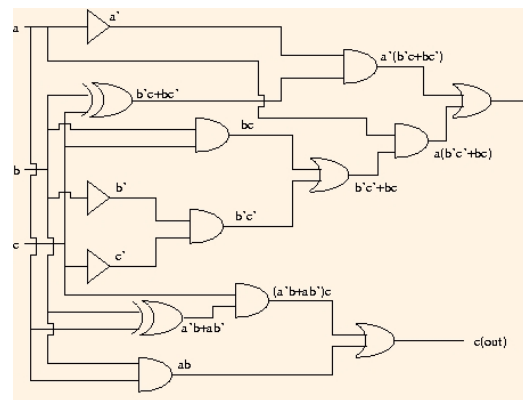 a
a'
a'(b'c+bc')
b'c+bc'
bc
a(b'c'+bc)
b
b'
b'c'+bc
b'c'
c
c'
(a'b+ab')c
a'b+ab'
c(out)
ab